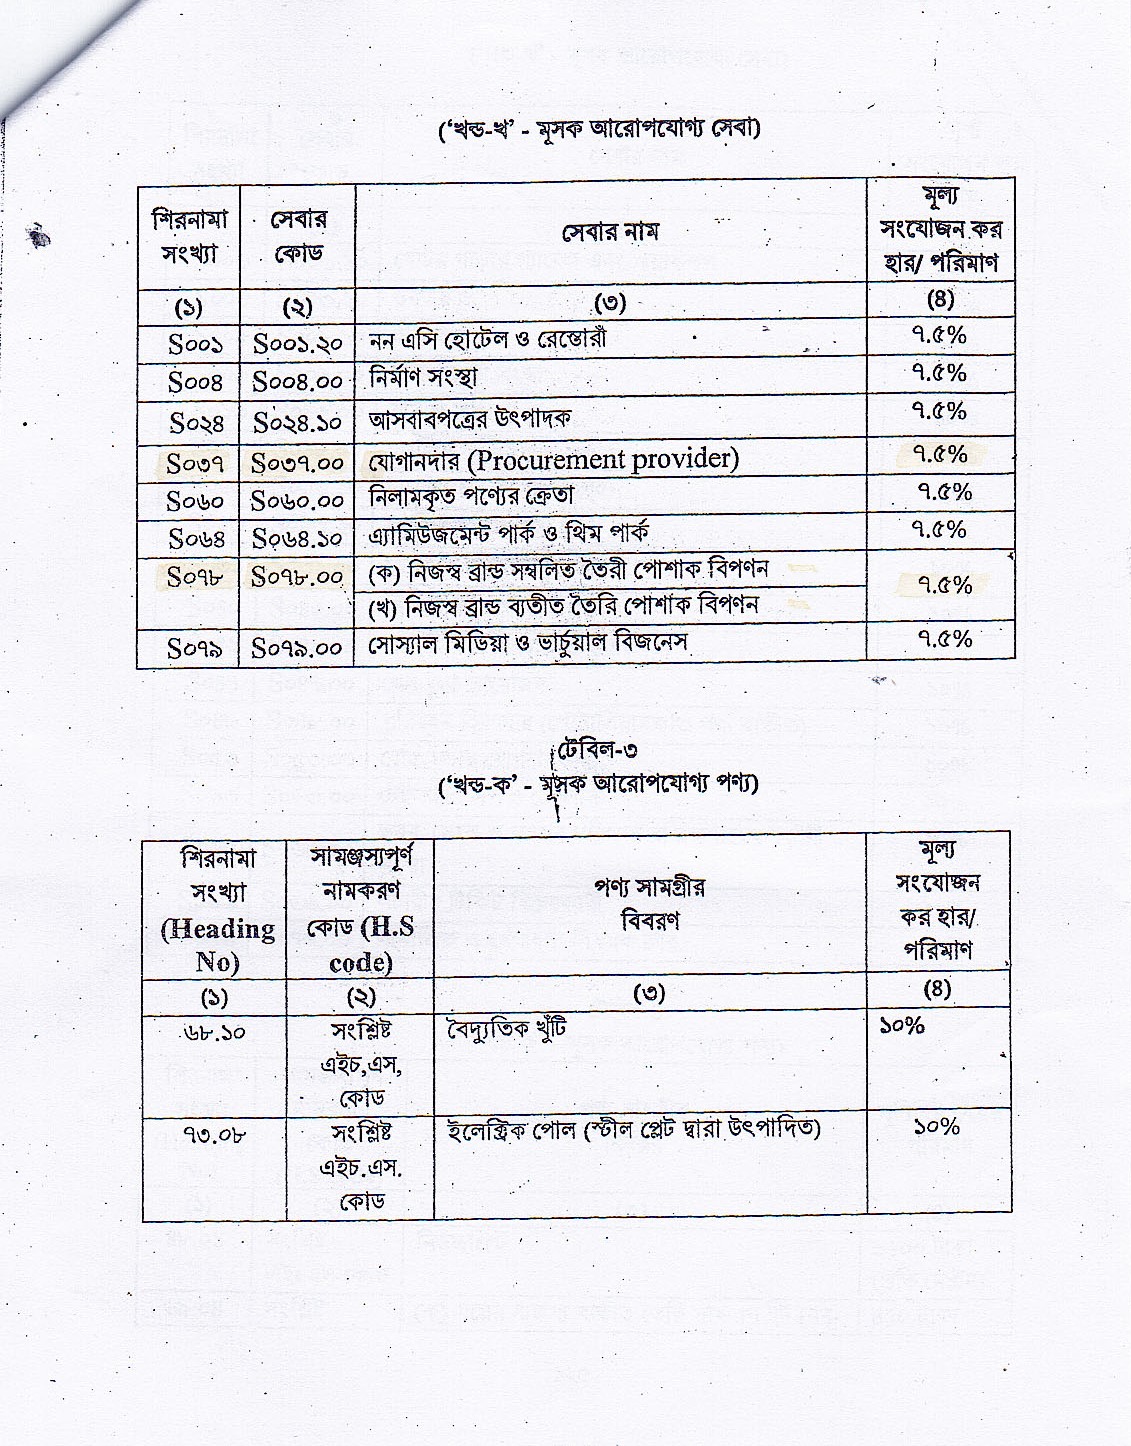 (‘খন্ড-খ’ - মূসক আরোপযোগ্য সেবা)
শিরনামা সংখ্যা সেবার কোড সেবার নাম মূল্য সংযোজন কর হার/ পরিমাণ
(১) (২) (৩) (৪)
S০০১ S০০১.২০ নন এসি হোটেল ও রেস্তোরাঁ ৭.৫%
S০০৪ S০০৪.০০ নির্মাণ সংস্থা ৭.৫%
S০২৪ S০২৪.১০ আসবাবপত্রের উৎপাদক ৭.৫%
S০৩৭ S০৩৭.০০ যোগানদার (Procurement provider) ৭.৫%
S০৬০ S০৬০.০০ নিলামকৃত পণ্যের ক্রেতা ৭.৫%
S০৬৪ S০৬৪.১০ এ্যামিউজমেন্ট পার্ক ও থিম পার্ক ৭.৫%
S০৭৮ S০৭৮.০০ (ক) নিজস্ব ব্রান্ড সম্বলিত তৈরী পোশাক বিপণন ৭.৫%
(খ) নিজস্ব ব্রান্ড ব্যতীত তৈরি পোশাক বিপণন
S০৭৯ S০৭৯.০০ সোস্যাল মিডিয়া ও ভার্চুয়াল বিজনেস ৭.৫%
টেবিল-৩
(‘খন্ড-ক’ - মূসক আরোপযোগ্য পণ্য)
শিরনামা সংখ্যা (Heading No) সামঞ্জস্যপূর্ণ নামকরণ কোড (H.S code) পণ্য সামগ্রীর বিবরণ মূল্য সংযোজন কর হার/ পরিমাণ
(১) (২) (৩) (৪)
৬৮.১০ সংশ্লিষ্ট এইচ,এস, কোড বৈদ্যুতিক খুঁটি ১০%
৭৩.০৮ সংশ্লিষ্ট এইচ.এস. কোড ইলেক্ট্রিক পোল (স্টীল প্লেট দ্বারা উৎপাদিত) ১০%